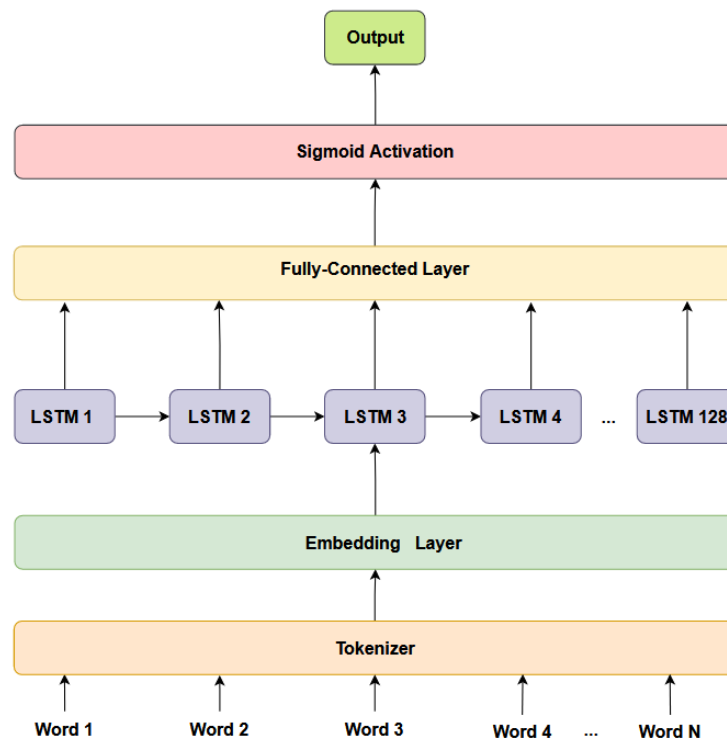 Output
Sigmoid Activation
Fully-Connected Layer
LSTM 1 LSTM 2 LSTM 3 LSTM 4 ... LSTM 128
Embedding Layer
Tokenizer
Word 1 Word 2 Word 3 Word 4 ... Word N